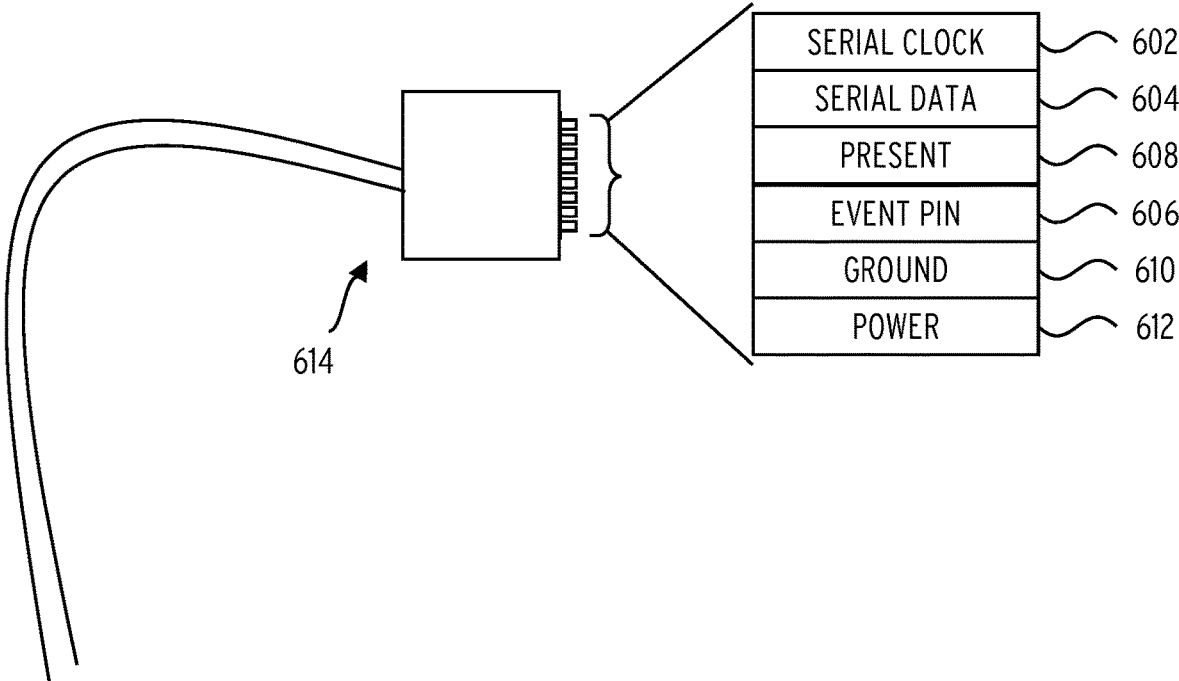 SERIAL CLOCK 602
SERIAL DATA 604
PRESENT 608
EVENT PIN 606
GROUND 610
POWER 612
614